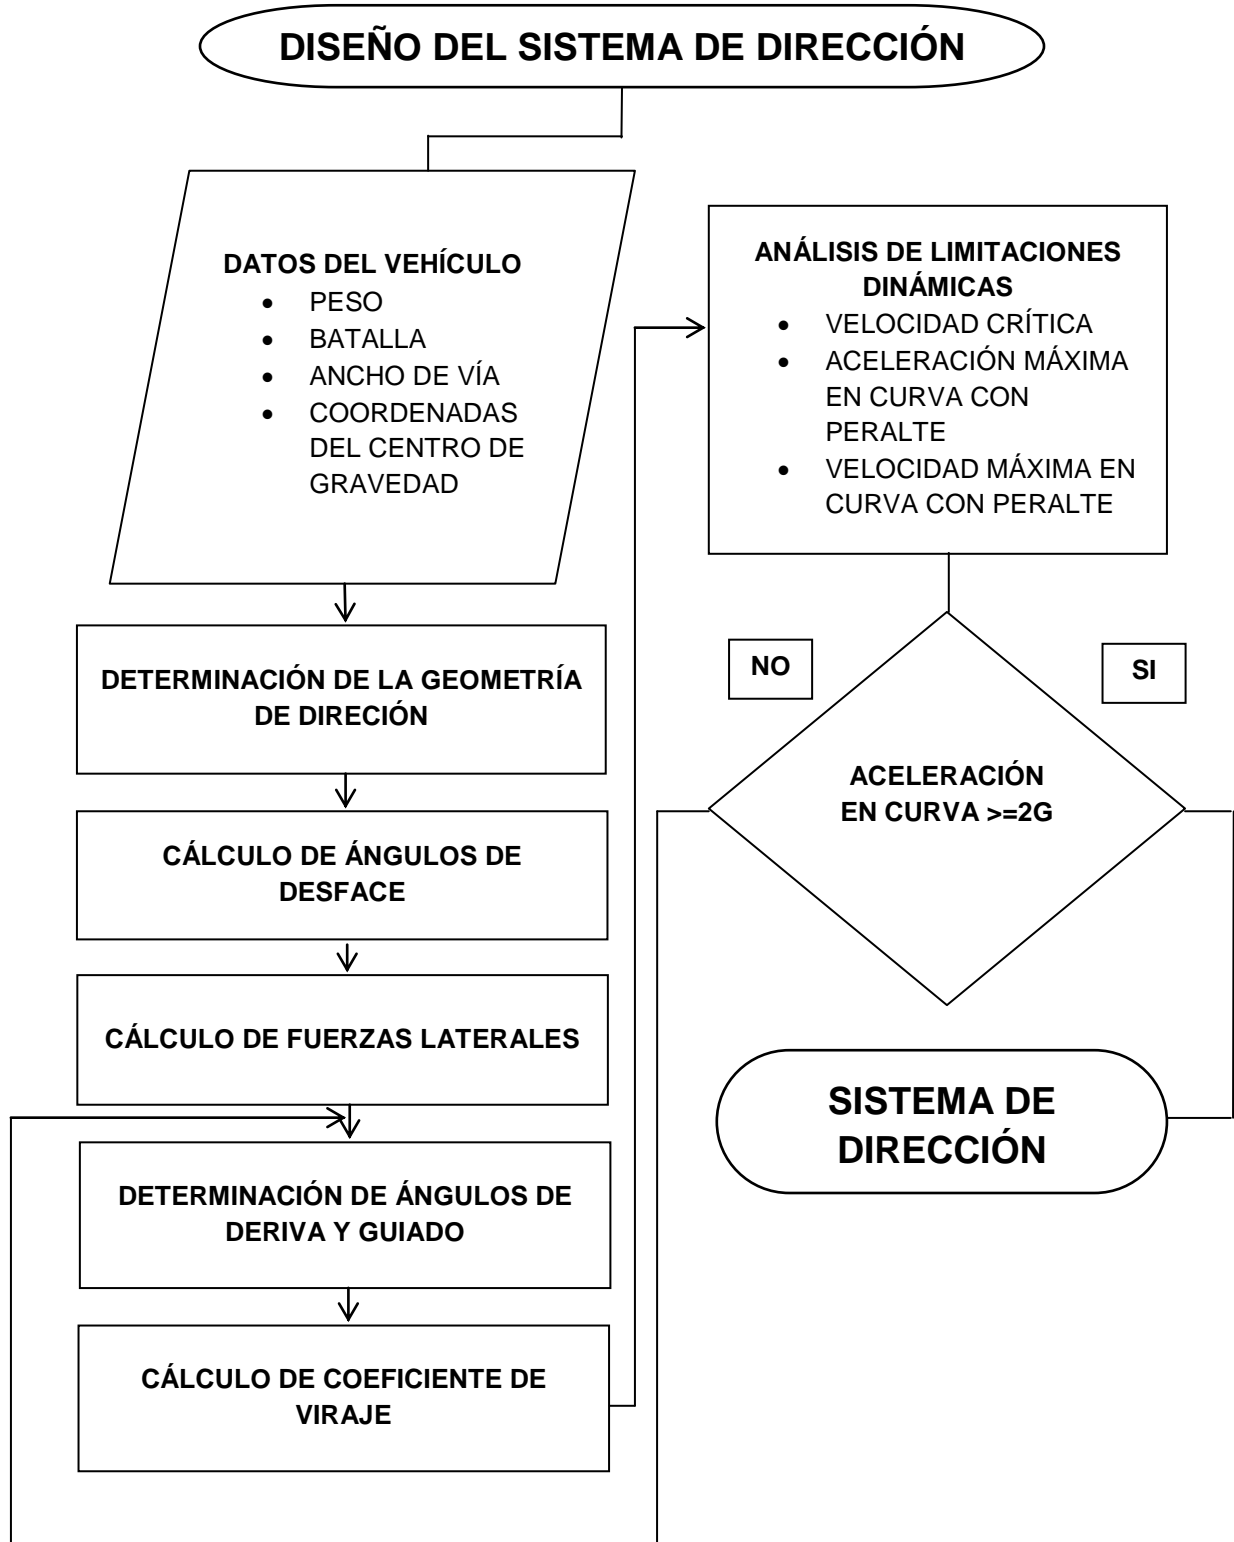 DISEÑO DEL SISTEMA DE DIRECCIÓN
DATOS DEL VEHÍCULO
• PESO
• BATALLA
• ANCHO DE VÍA
• COORDENADAS
DEL CENTRO DE
GRAVEDAD
DETERMINACIÓN DE LA GEOMETRÍA
DE DIRECIÓN
CÁLCULO DE ÁNGULOS DE
DESFACE
CÁLCULO DE FUERZAS LATERALES
DETERMINACIÓN DE ÁNGULOS DE
DERIVA Y GUIADO
CÁLCULO DE COEFICIENTE DE
VIRAJE
ANÁLISIS DE LIMITACIONES
DINÁMICAS
• VELOCIDAD CRÍTICA
• ACELERACIÓN MÁXIMA
EN CURVA CON
PERALTE
• VELOCIDAD MÁXIMA EN
CURVA CON PERALTE
NO
SI
ACELERACIÓN
EN CURVA >=2G
SISTEMA DE
DIRECCIÓN